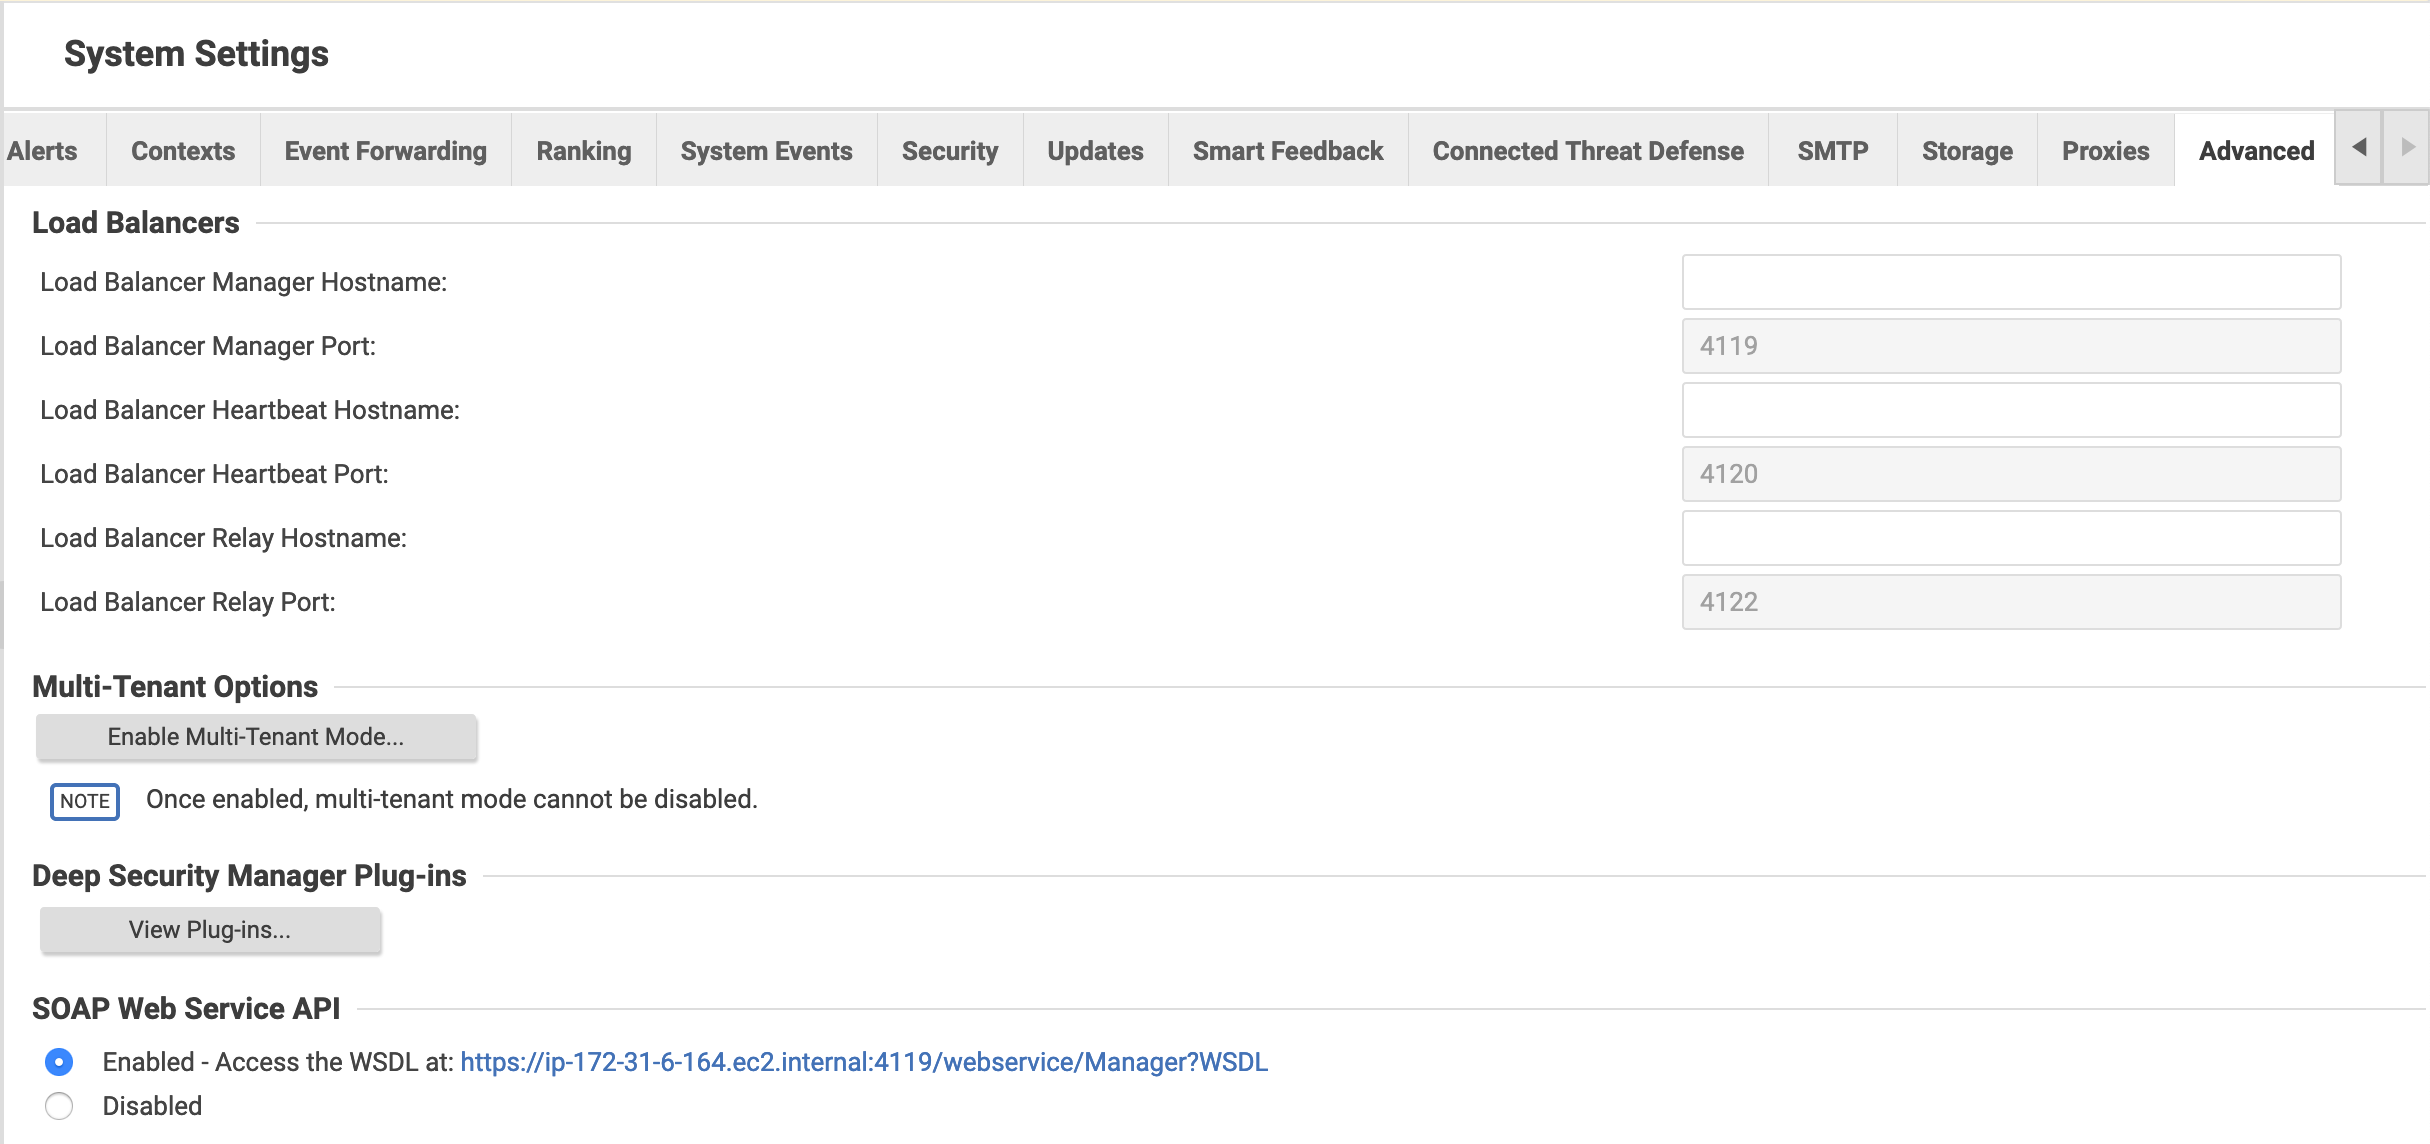 System Settings
Alerts Contexts Event Forwarding Ranking System Events Security Updates Smart Feedback Connected Threat Defense SMTP Storage Proxies Advanced
Load Balancers
Load Balancer Manager Hostname:
Load Balancer Manager Port: 4119
Load Balancer Heartbeat Hostname:
Load Balancer Heartbeat Port: 4120
Load Balancer Relay Hostname:
Load Balancer Relay Port: 4122
Multi-Tenant Options
Enable Multi-Tenant Mode...
NOTE Once enabled, multi-tenant mode cannot be disabled.
Deep Security Manager Plug-ins
View Plug-ins...
SOAP Web Service API
Enabled - Access the WSDL at: https://ip-172-31-6-164.ec2.internal:4119/webservice/Manager?WSDL
Disabled